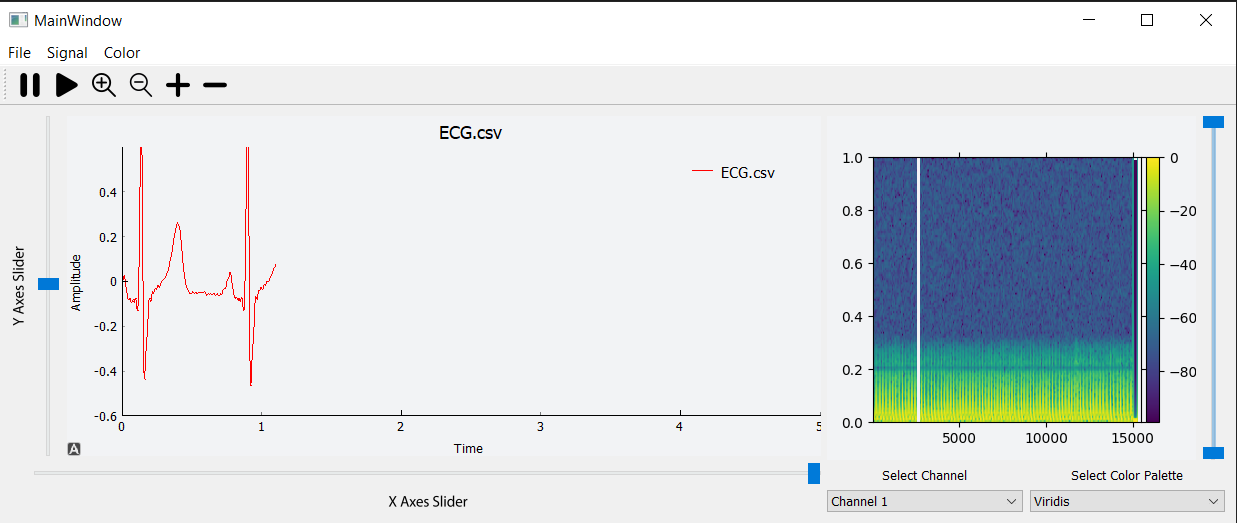 MainWindow
File Signal Color
ECG.csv
ECG.csv
Y Axes Slider
Amplitude
0.4
0.2
0
-0.2
-0.4
-0.6
0 1 2 3 4 5
Time
A
X Axes Slider
1.0
0.8
0.6
0.4
0.2
0.0
5000 10000 15000
0
−20
−40
−60
−80
Select Channel Select Color Palette
Channel 1 Viridis